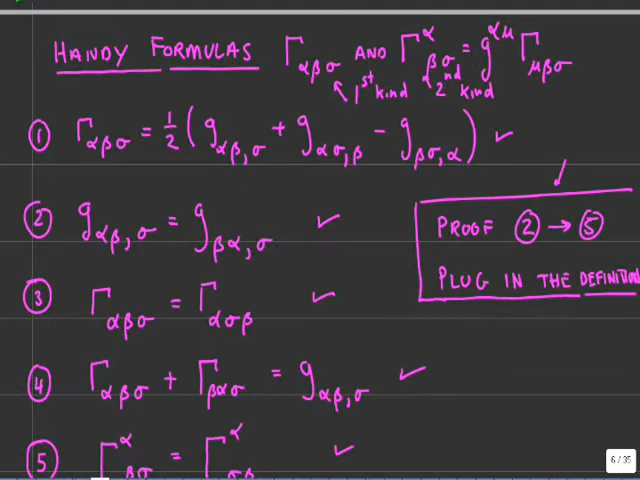 HANDY FORMULAS Γ_αβσ AND Γ^α_βσ = g^αμ Γ_μβσ
1st kind 2nd kind
① Γ_αβσ = 1/2 ( g_αβ,σ + g_ασ,β − g_βσ,α ) ✓
② g_αβ,σ = g_βα,σ ✓
PROOF ② → ⑤
PLUG IN THE DEFINITION
③ Γ_αβσ = Γ_ασβ ✓
④ Γ_αβσ + Γ_βασ = g_αβ,σ ✓
⑤ Γ^α_βσ = Γ^α_σβ ✓
6 / 35